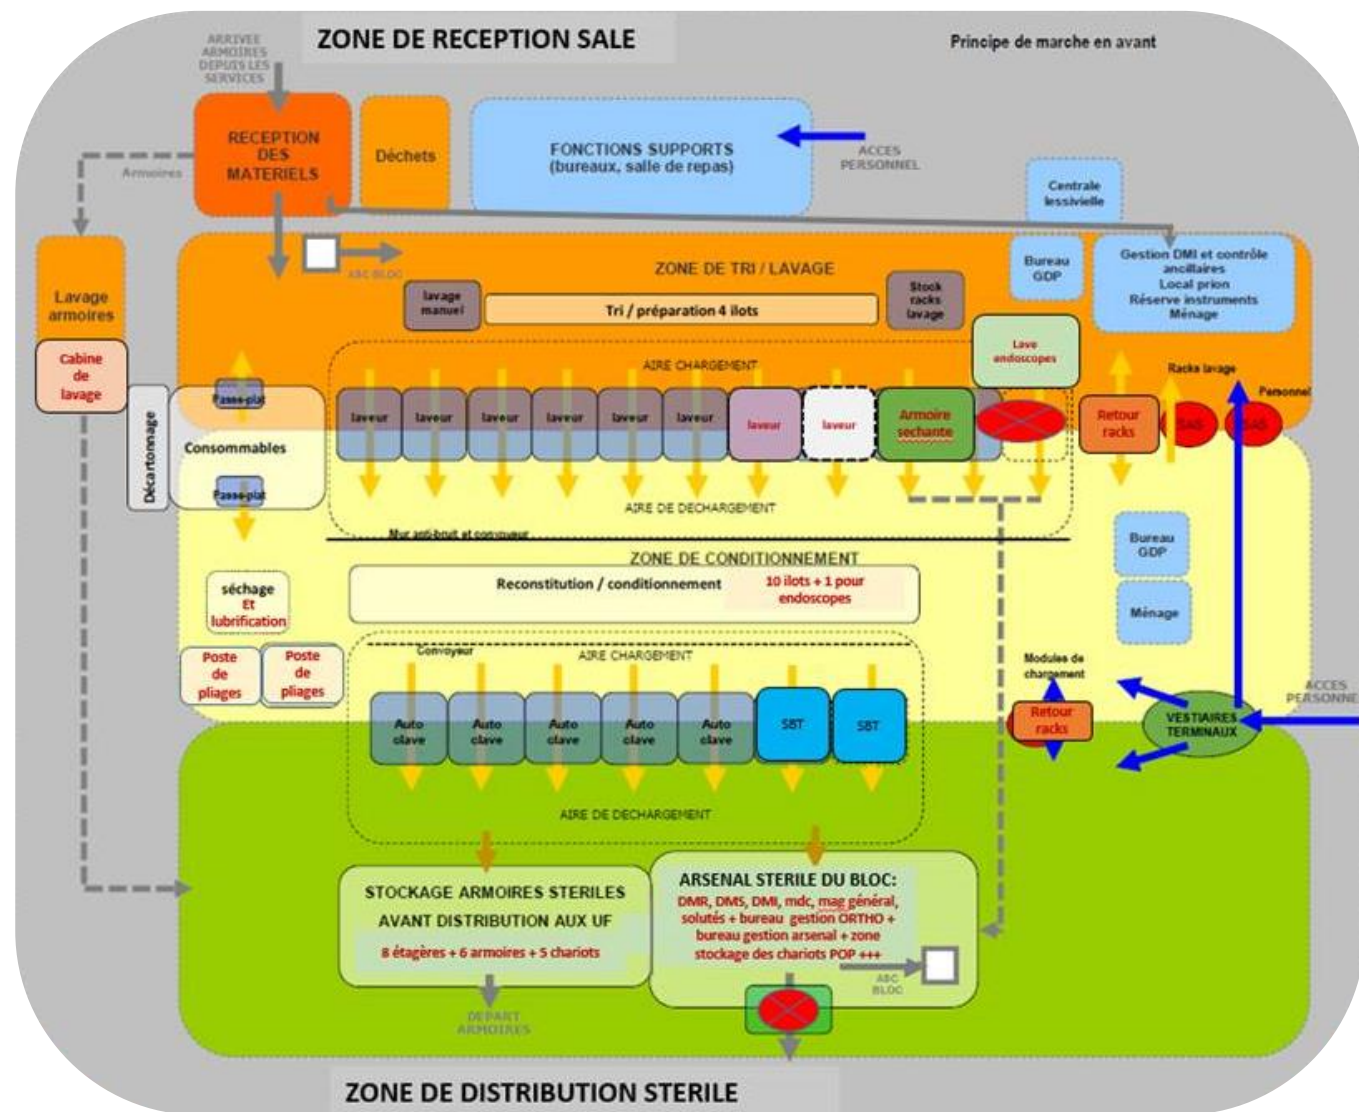 ZONE DE RECEPTION SALE
Principe de marche en avant
ARRIVEE
ARMOIRES
DEPUIS LES
SERVICES
RECEPTION
DES
MATERIELS
Déchets
FONCTIONS SUPPORTS
(bureaux, salle de repas)
ACCES
PERSONNEL
Armoires
Centrale
lessivielle
ASC BLOC
ZONE DE TRI / LAVAGE
Bureau
GDP
Gestion DMI et contrôle
ancillaires
Local prion
Réserve instruments
Ménage
Lavage
armoires
lavage
manuel
Tri / préparation 4 ilots
Stock
racks
lavage
Lave
endoscopes
Cabine
de
lavage
AIRE CHARGEMENT
Racks lavage
Personnel
Passe-plat
laveur
laveur
laveur
laveur
laveur
laveur
laveur
laveur
Armoire
sechante
Retour
racks
SAS
SAS
Décartonnage
Consommables
Passe-plat
AIRE DE DECHARGEMENT
Mur anti-bruit et convoyeur
ZONE DE CONDITIONNEMENT
Bureau
GDP
Reconstitution / conditionnement
10 ilots + 1 pour
endoscopes
séchage
Et
lubrification
Ménage
Poste
de
pliages
Poste
de
pliages
Convoyeur
AIRE CHARGEMENT
Modules de
chargement
ACCES
PERSONNEL
Auto
clave
Auto
clave
Auto
clave
Auto
clave
Auto
clave
SBT
SBT
Retour
racks
VESTIAIRES
TERMINAUX
AIRE DE DECHARGEMENT
STOCKAGE ARMOIRES STERILES
AVANT DISTRIBUTION AUX UF
8 étagères + 6 armoires + 5 chariots
ARSENAL STERILE DU BLOC:
DMR, DMS, DMI, mdc, mag général,
solutés + bureau gestion ORTHO +
bureau gestion arsenal + zone
stockage des chariots POP +++
ASC
BLOC
DEPART
ARMOIRES
ZONE DE DISTRIBUTION STERILE